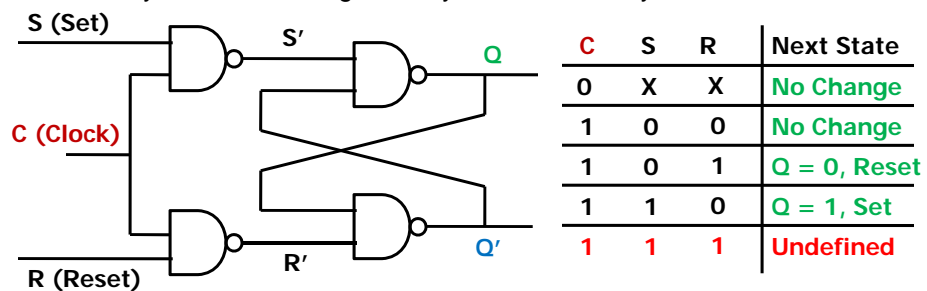 S (Set)
S'
Q
C (Clock)
R'
Q'
R (Reset)
C S R Next State
0 X X No Change
1 0 0 No Change
1 0 1 Q = 0, Reset
1 1 0 Q = 1, Set
1 1 1 Undefined